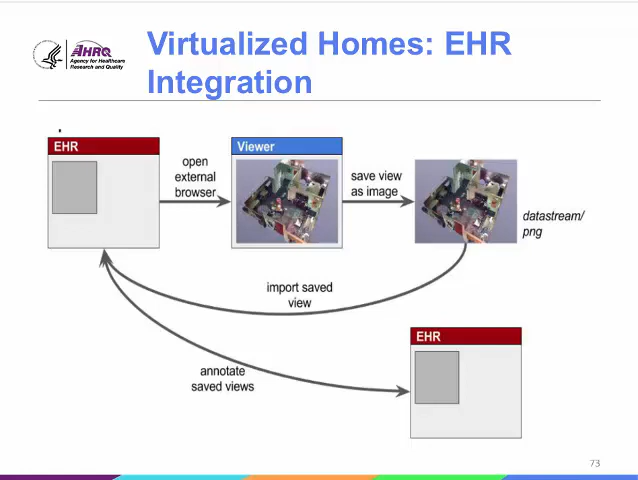 AHRQ
Agency for Healthcare
Research and Quality
Virtualized Homes: EHR
Integration
EHR
open
external
browser
Viewer
save view
as image
datastream/
png
import saved
view
annotate
saved views
EHR
73